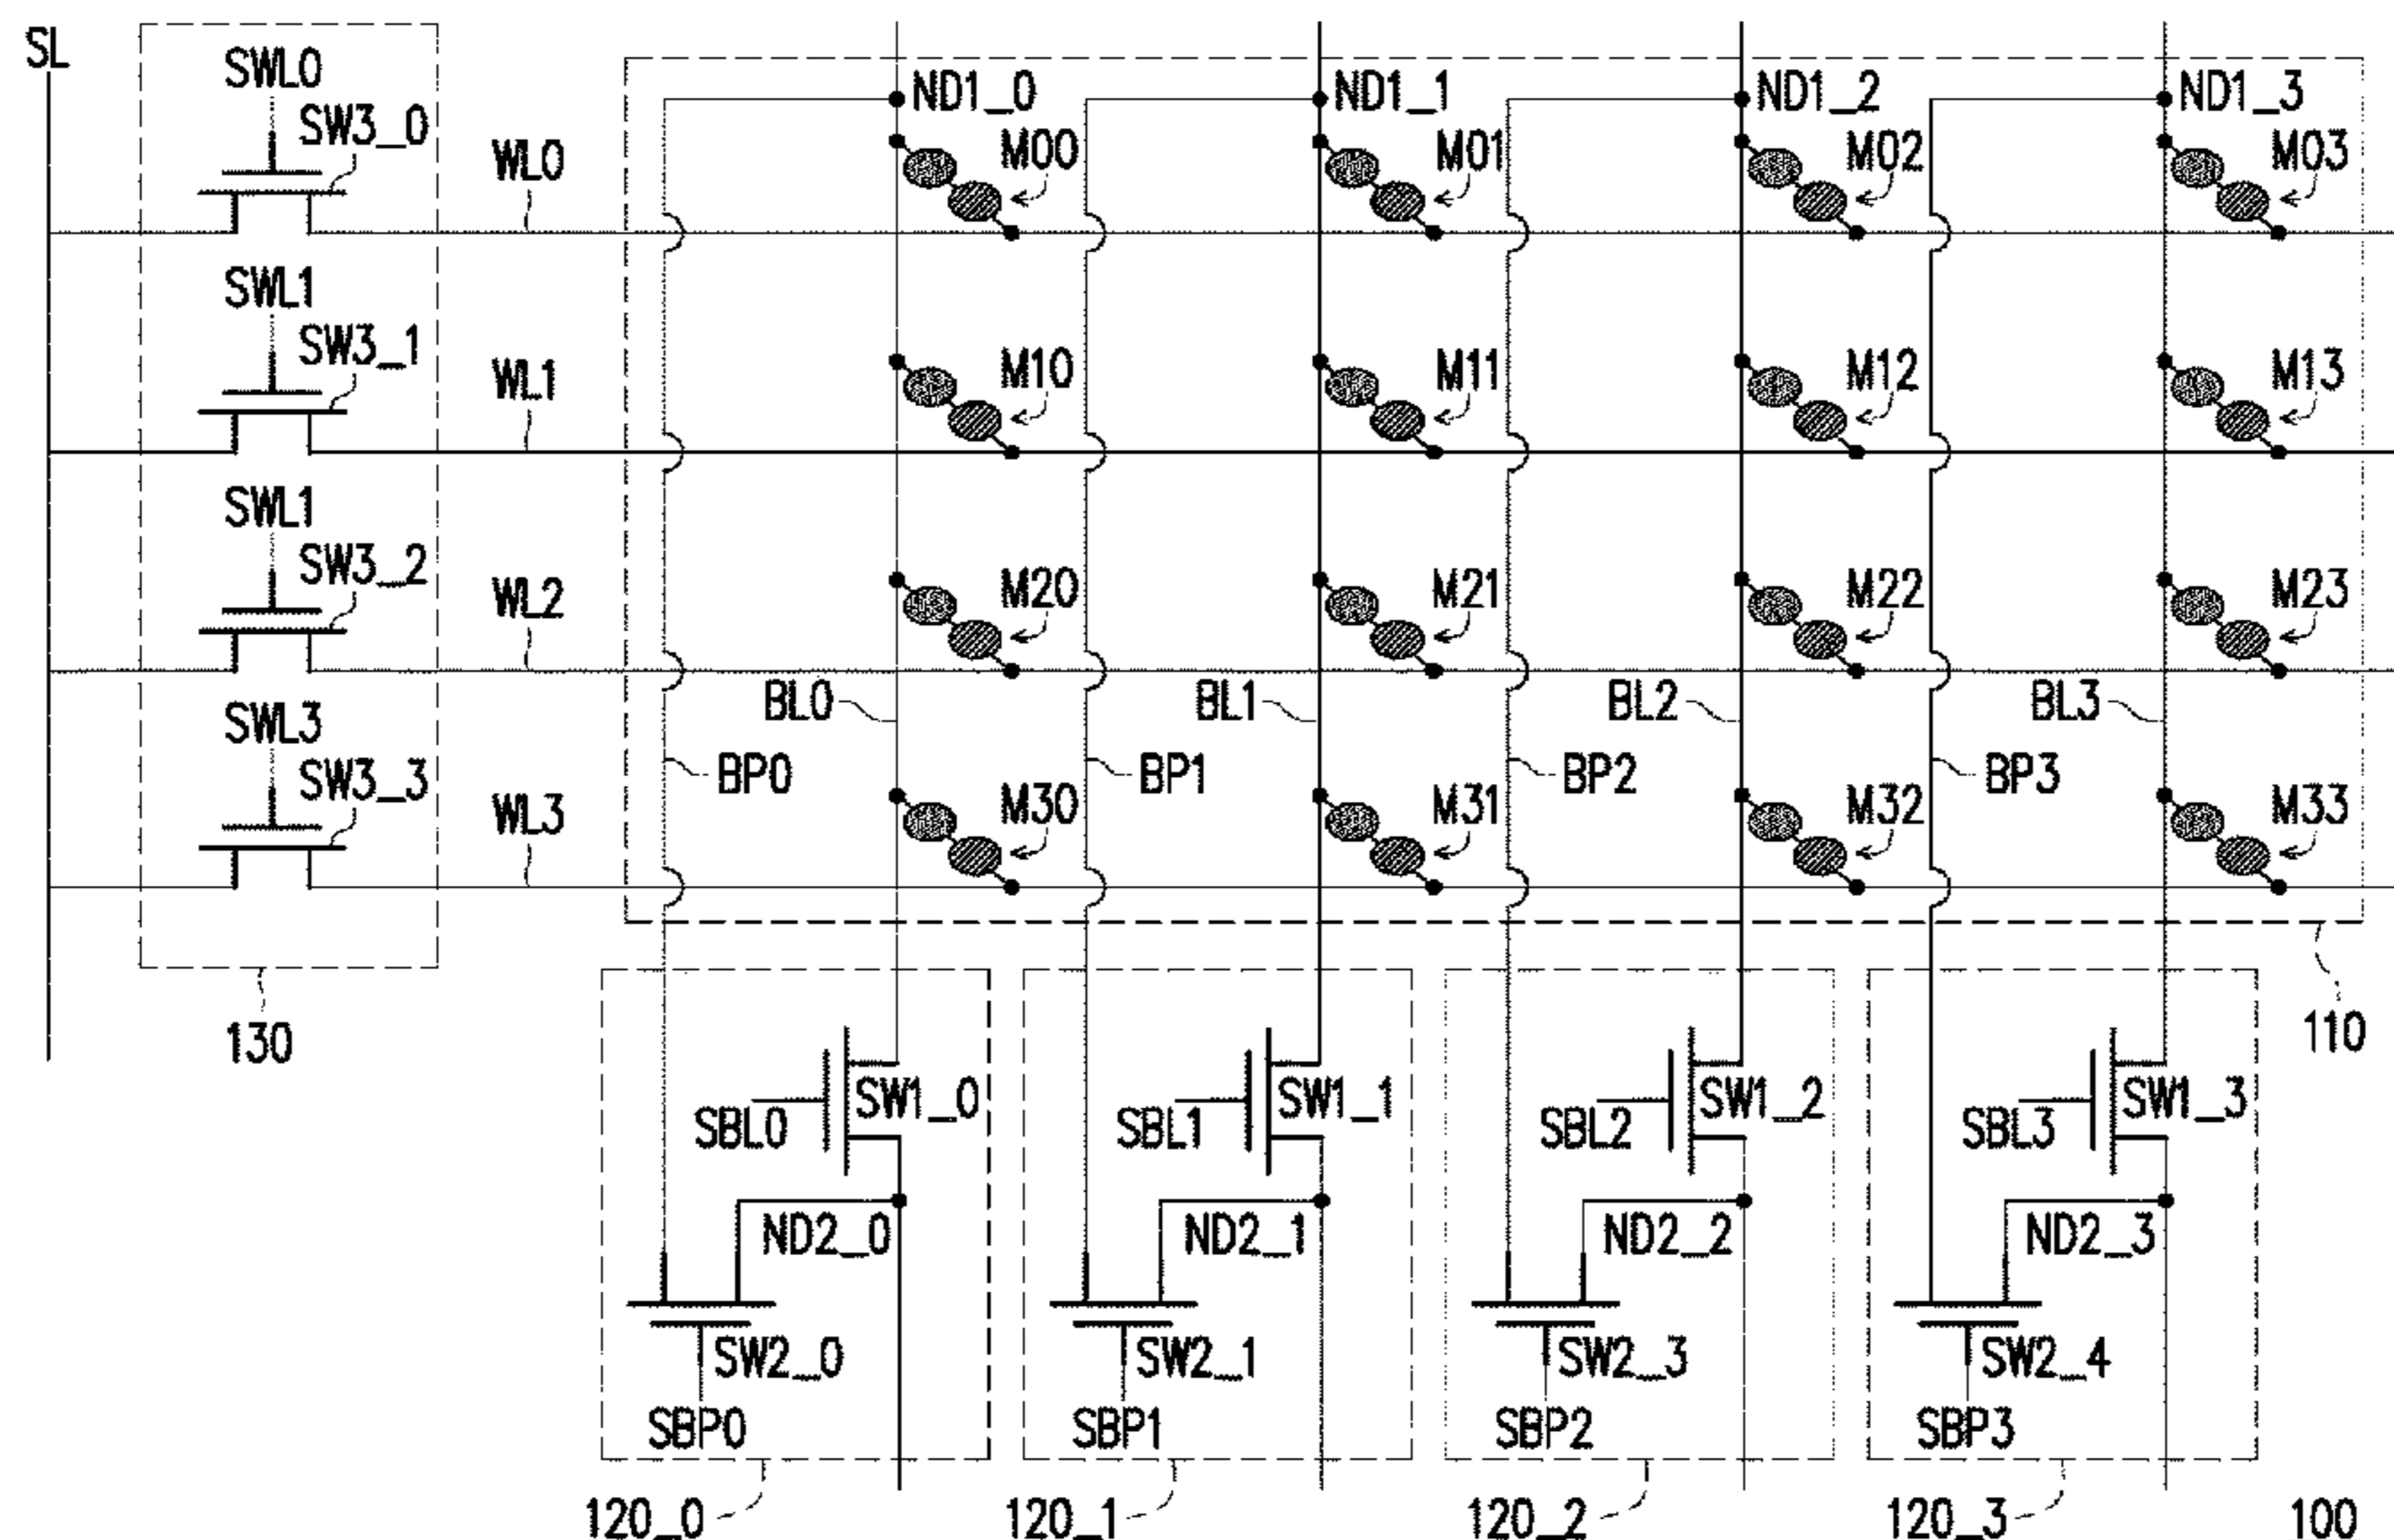 SL
SWL0
SW3_0
WL0
ND1_0
ND1_1
ND1_2
ND1_3
M00
M01
M02
M03
SWL1
SW3_1
WL1
M10
M11
M12
M13
SWL1
SW3_2
WL2
M20
M21
M22
M23
BL0
BL1
BL2
BL3
SWL3
SW3_3
WL3
BP0
BP1
BP2
BP3
M30
M31
M32
M33
130
110
SBL0
SW1_0
SBL1
SW1_1
SBL2
SW1_2
SBL3
SW1_3
ND2_0
ND2_1
ND2_2
ND2_3
SW2_0
SW2_1
SW2_3
SW2_4
SBP0
SBP1
SBP2
SBP3
120_0
120_1
120_2
120_3
100